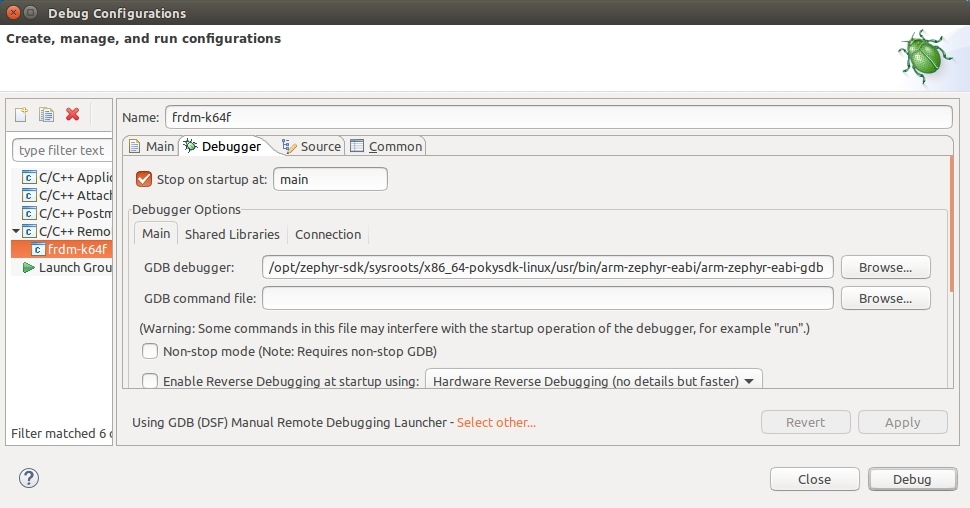 Debug Configurations
Create, manage, and run configurations
Name: frdm-k64f
type filter text
Main Debugger Source Common
Stop on startup at: main
C/C++ Applic
C/C++ Attach
C/C++ Postm
C/C++ Remo
frdm-k64f
Launch Grou
Debugger Options
Main Shared Libraries Connection
GDB debugger: /opt/zephyr-sdk/sysroots/x86_64-pokysdk-linux/usr/bin/arm-zephyr-eabi/arm-zephyr-eabi-gdb Browse...
GDB command file: Browse...
(Warning: Some commands in this file may interfere with the startup operation of the debugger, for example "run".)
Non-stop mode (Note: Requires non-stop GDB)
Enable Reverse Debugging at startup using: Hardware Reverse Debugging (no details but faster)
Filter matched 6 o
Using GDB (DSF) Manual Remote Debugging Launcher - Select other...
Revert Apply
? Close Debug